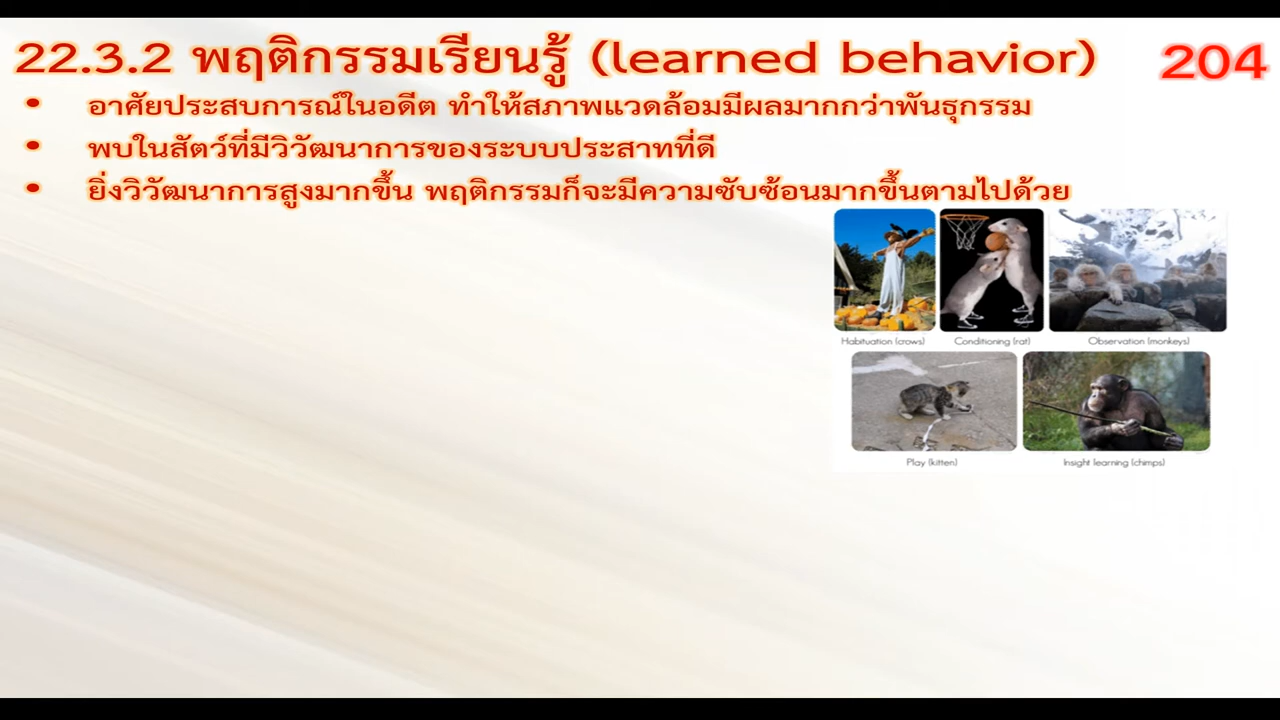 22.3.2 พฤติกรรมเรียนรู้ (learned behavior) 204
• อาศัยประสบการณ์ในอดีต ทำให้สภาพแวดล้อมมีผลมากกว่าพันธุกรรม
• พบในสัตว์ที่มีวิวัฒนาการของระบบประสาทที่ดี
• ยิ่งวิวัฒนาการสูงมากขึ้น พฤติกรรมก็จะมีความซับซ้อนมากขึ้นตามไปด้วย
Habituation (crows) Conditioning (rat) Observation (monkeys)
Play (kitten) Insight learning (chimps)